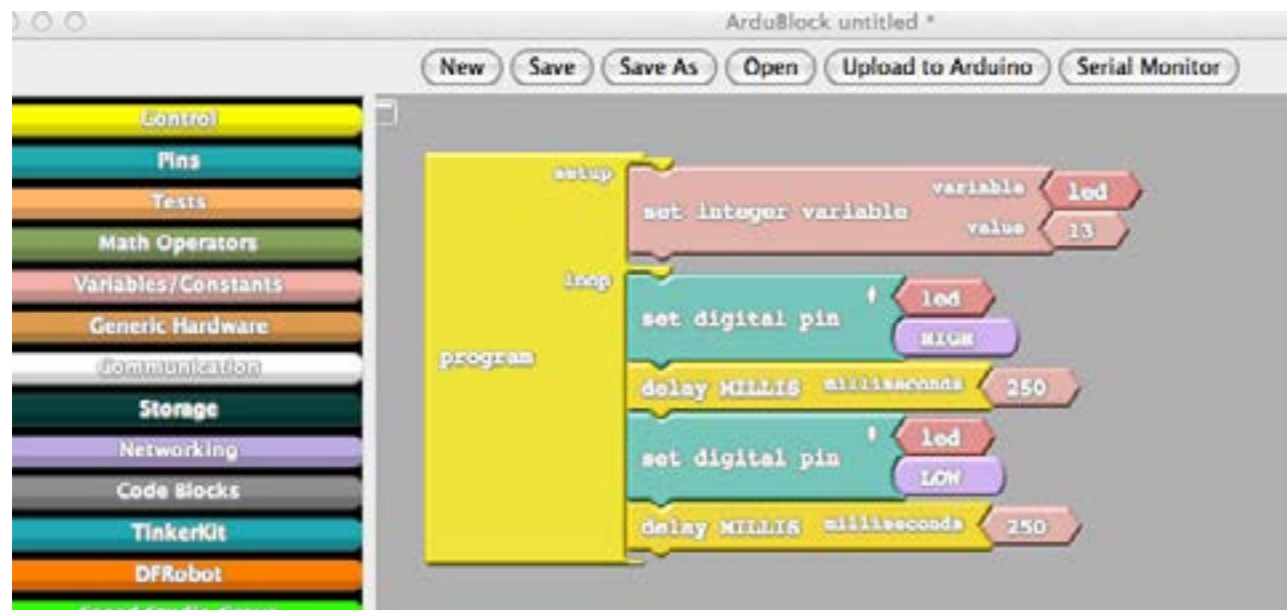 ArduBlock untitled *
New Save Save As Open Upload to Arduino Serial Monitor
Control
Pins
Tests
Math Operators
Variables/Constants
Generic Hardware
Communication
Storage
Networking
Code Blocks
TinkerKit
DFRobot
program
setup
set integer variable
variable led
value 13
loop
set digital pin
led
HIGH
delay MILLIS milliseconds 250
set digital pin
led
LOW
delay MILLIS milliseconds 250